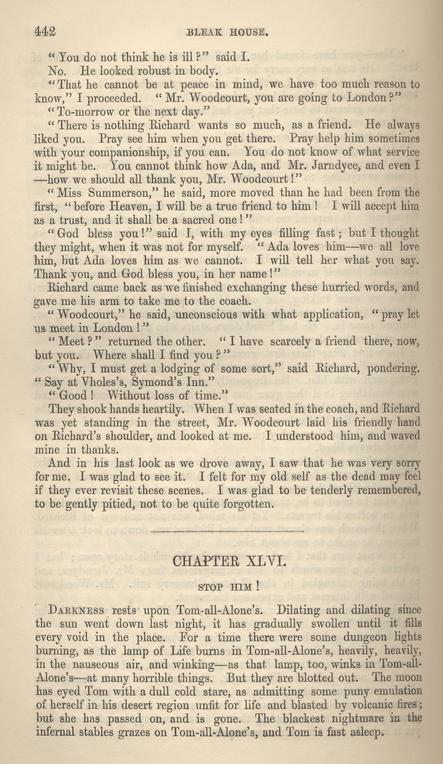 442
BLEAK HOUSE.
“ You do not think he is ill ?” said I.
No. He looked robust in body.
“ That he cannot be at peace in mind, we have too much reason to
know,” I proceeded. “ Mr. Woodcourt, you are going to London ?”
“ To-morrow or the next day.”
“ There is nothing Richard wants so much, as a friend. He always
liked you. Pray see him when you get there. Pray help him sometimes
with your companionship, if you can. You do not know of what service
it might be. You cannot think how Ada, and Mr. Jarndyce, and even I
—how we should all thank you, Mr. Woodcourt !”
“ Miss Summerson,” he said, more moved than he had been from the
first, “ before Heaven, I will be a true friend to him ! I will accept him
as a trust, and it shall be a sacred one !”
“ God bless you !” said I, with my eyes filling fast ; but I thought
they might, when it was not for myself. “ Ada loves him—we all love
him, but Ada loves him as we cannot. I will tell her what you say.
Thank you, and God bless you, in her name !”
Richard came back as we finished exchanging these hurried words, and
gave me his arm to take me to the coach.
“ Woodcourt,” he said, unconscious with what application, “ pray let
us meet in London !”
“ Meet ?” returned the other. “ I have scarcely a friend there, now,
but you. Where shall I find you ?”
“ Why, I must get a lodging of some sort,” said Richard, pondering.
“ Say at Vholes’s, Symond’s Inn.”
“ Good ! Without loss of time.”
They shook hands heartily. When I was seated in the coach, and Richard
was yet standing in the street, Mr. Woodcourt laid his friendly hand
on Richard’s shoulder, and looked at me. I understood him, and waved
mine in thanks.
And in his last look as we drove away, I saw that he was very sorry
for me. I was glad to see it. I felt for my old self as the dead may feel
if they ever revisit these scenes. I was glad to be tenderly remembered,
to be gently pitied, not to be quite forgotten.
CHAPTER XLVI.
STOP HIM !
DARKNESS rests upon Tom-all-Alone’s. Dilating and dilating since
the sun went down last night, it has gradually swollen until it fills
every void in the place. For a time there were some dungeon lights
burning, as the lamp of Life burns in Tom-all-Alone’s, heavily, heavily,
in the nauseous air, and winking—as that lamp, too, winks in Tom-all-
Alone’s—at many horrible things. But they are blotted out. The moon
has eyed Tom with a dull cold stare, as admitting some puny emulation
of herself in his desert region unfit for life and blasted by volcanic fires ;
but she has passed on, and is gone. The blackest nightmare in the
infernal stables grazes on Tom-all-Alone’s, and Tom is fast asleep.